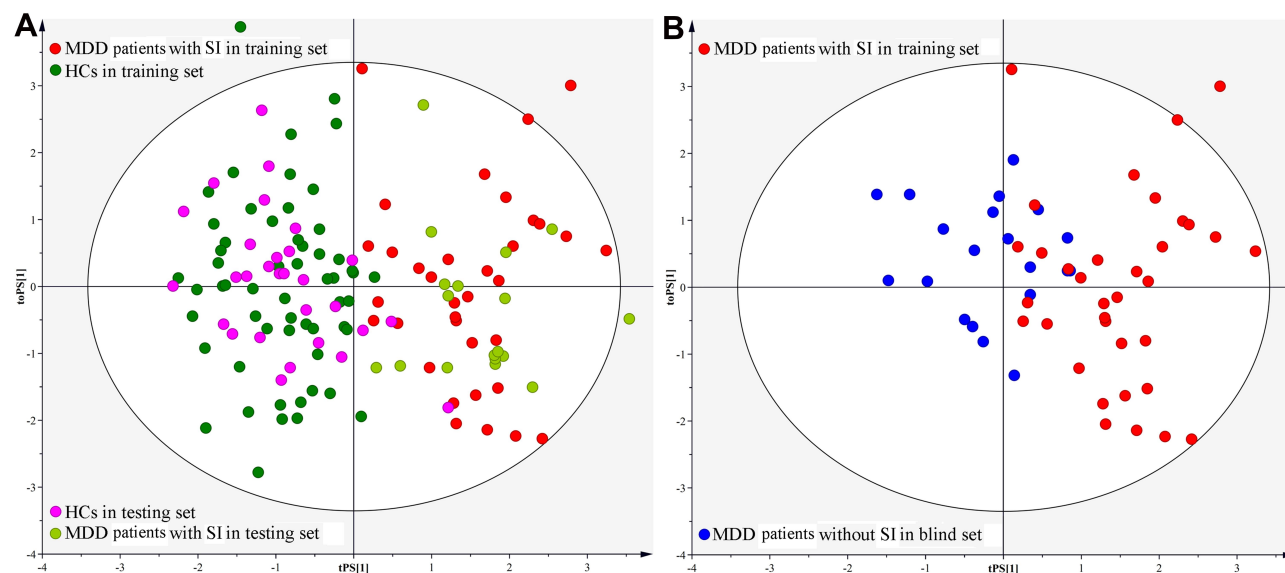 A
MDD patients with SI in training set
HCs in training set
3
2
1
0
-1
-2
-3
-4
toPS[1]
HCs in testing set
MDD patients with SI in testing set
-4
-3
-2
-1
tPS[1]
1
2
3
B
MDD patients with SI in training set
3
2
1
0
-1
-2
-3
-4
toPS[1]
MDD patients without SI in blind set
-4
-3
-2
-1
tPS[1]
1
2
3